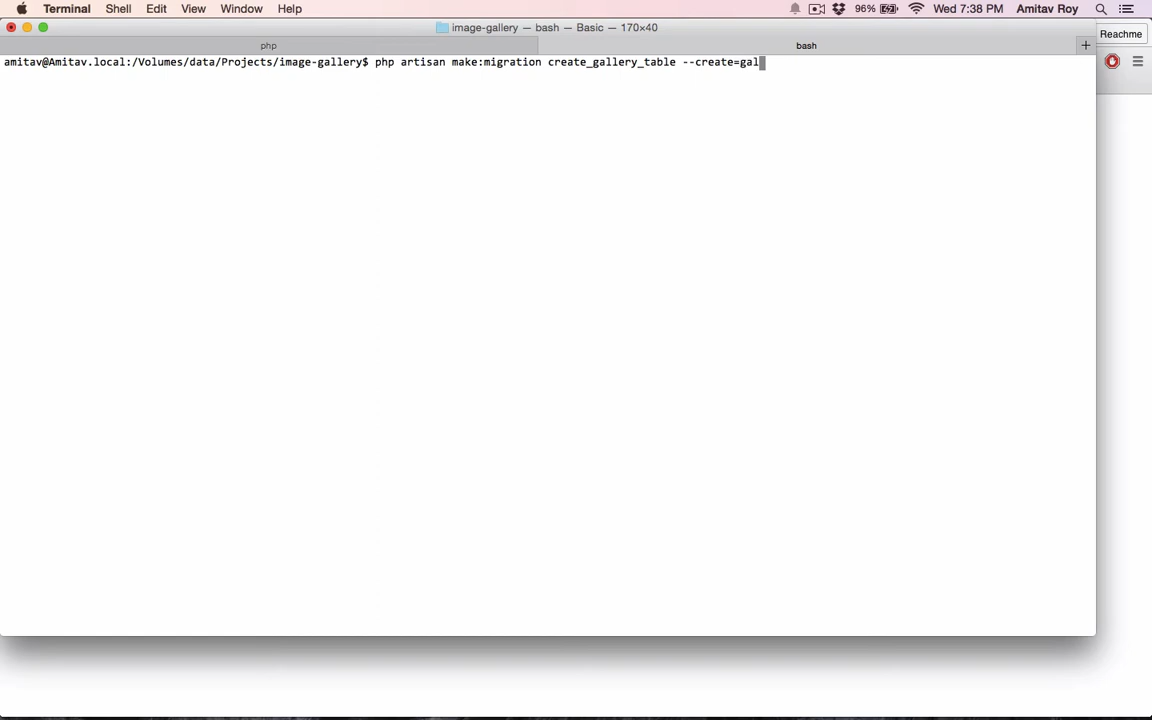 Terminal Shell Edit View Window Help 96% Wed 7:38 PM Amitav Roy
image-gallery — bash — Basic — 170×40
Reachme
php bash +
amitav@Amitav.local:/Volumes/data/Projects/image-gallery$ php artisan make:migration create_gallery_table --create=gal